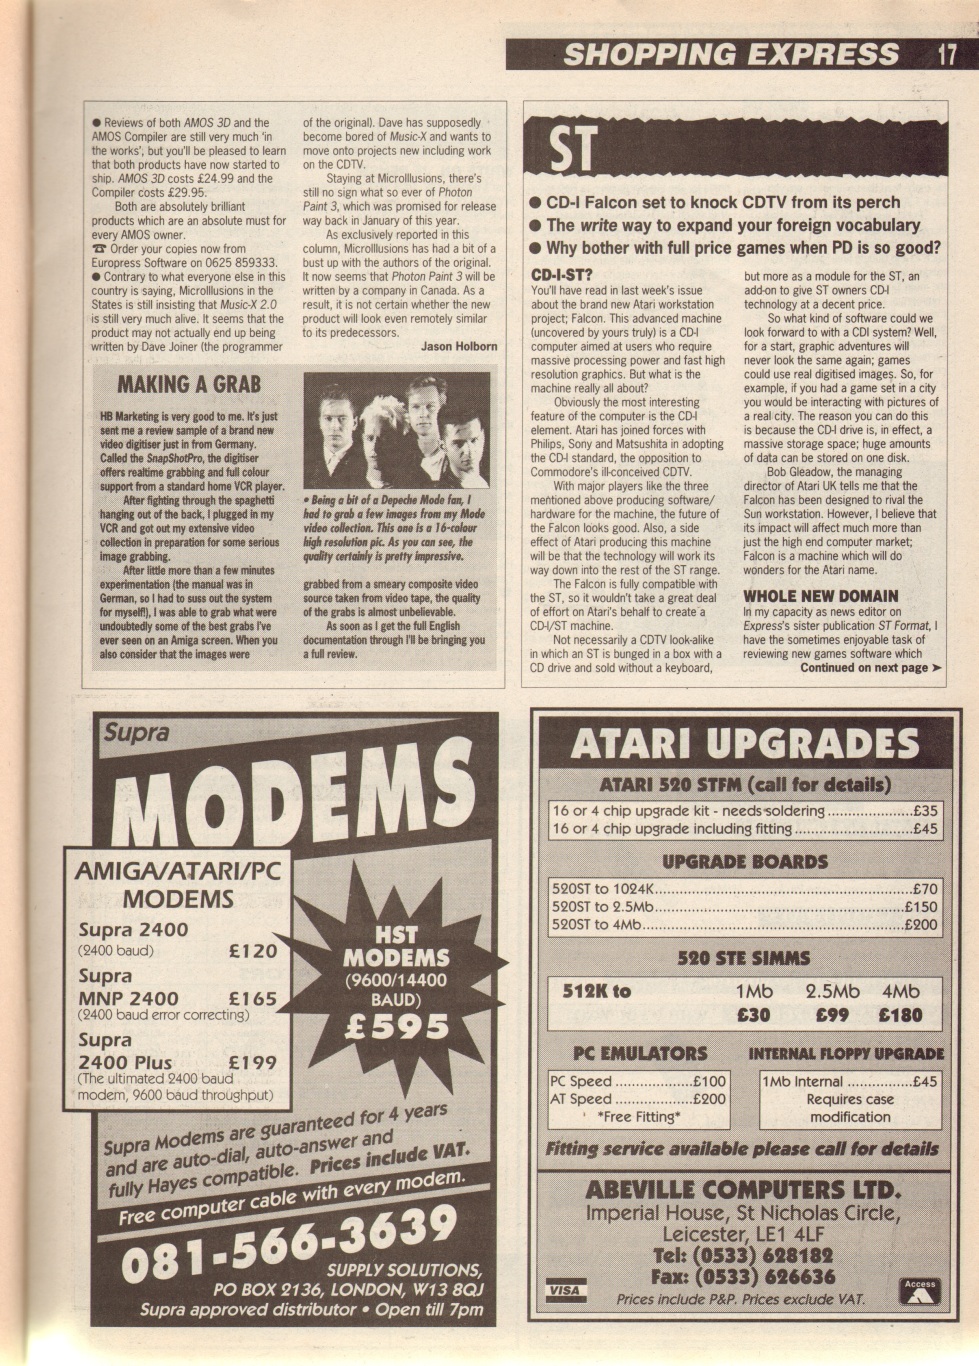 SHOPPING EXPRESS 17
● Reviews of both AMOS 3D and the
AMOS Compiler are still very much 'in
the works', but you'll be pleased to learn
that both products have now started to
ship. AMOS 3D costs £24.99 and the
Compiler costs £29.95.
Both are absolutely brilliant
products which are an absolute must for
every AMOS owner.
☎ Order your copies now from
Europress Software on 0625 859333.
● Contrary to what everyone else in this
country is saying, MicroIllusions in the
States is still insisting that Music-X 2.0
is still very much alive. It seems that the
product may not actually end up being
written by Dave Joiner (the programmer
of the original). Dave has supposedly
become bored of Music-X and wants to
move onto projects new including work
on the CDTV.
Staying at MicroIllusions, there's
still no sign what so ever of Photon
Paint 3, which was promised for release
way back in January of this year.
As exclusively reported in this
column, MicroIllusions has had a bit of a
bust up with the authors of the original.
It now seems that Photon Paint 3 will be
written by a company in Canada. As a
result, it is not certain whether the new
product will look even remotely similar
to its predecessors.
Jason Holborn
MAKING A GRAB
HB Marketing is very good to me. It's just
sent me a review sample of a brand new
video digitiser just in from Germany.
Called the SnapShotPro, the digitiser
offers realtime grabbing and full colour
support from a standard home VCR player.
After fighting through the spaghetti
hanging out of the back, I plugged in my
VCR and got out my extensive video
collection in preparation for some serious
image grabbing.
After little more than a few minutes
experimentation (the manual was in
German, so I had to suss out the system
for myself!), I was able to grab what were
undoubtedly some of the best grabs I've
ever seen on an Amiga screen. When you
also consider that the images were
• Being a bit of a Depeche Mode fan, I
had to grab a few images from my Mode
video collection. This one is a 16-colour
high resolution pic. As you can see, the
quality certainly is pretty impressive.
grabbed from a smeary composite video
source taken from video tape, the quality
of the grabs is almost unbelievable.
As soon as I get the full English
documentation through I'll be bringing you
a full review.
ST
● CD-I Falcon set to knock CDTV from its perch
● The write way to expand your foreign vocabulary
● Why bother with full price games when PD is so good?
CD-I-ST?
You'll have read in last week's issue
about the brand new Atari workstation
project; Falcon. This advanced machine
(uncovered by yours truly) is a CD-I
computer aimed at users who require
massive processing power and fast high
resolution graphics. But what is the
machine really all about?
Obviously the most interesting
feature of the computer is the CD-I
element. Atari has joined forces with
Philips, Sony and Matsushita in adopting
the CD-I standard, the opposition to
Commodore's ill-conceived CDTV.
With major players like the three
mentioned above producing software/
hardware for the machine, the future of
the Falcon looks good. Also, a side
effect of Atari producing this machine
will be that the technology will work its
way down into the rest of the ST range.
The Falcon is fully compatible with
the ST, so it wouldn't take a great deal
of effort on Atari's behalf to create a
CD-I/ST machine.
Not necessarily a CDTV look-alike
in which an ST is bunged in a box with a
CD drive and sold without a keyboard,
but more as a module for the ST, an
add-on to give ST owners CD-I
technology at a decent price.
So what kind of software could we
look forward to with a CDI system? Well,
for a start, graphic adventures will
never look the same again; games
could use real digitised images. So, for
example, if you had a game set in a city
you would be interacting with pictures of
a real city. The reason you can do this
is because the CD-I drive is, in effect, a
massive storage space; huge amounts
of data can be stored on one disk.
Bob Gleadow, the managing
director of Atari UK tells me that the
Falcon has been designed to rival the
Sun workstation. However, I believe that
its impact will affect much more than
just the high end computer market;
Falcon is a machine which will do
wonders for the Atari name.
WHOLE NEW DOMAIN
In my capacity as news editor on
Express's sister publication ST Format, I
have the sometimes enjoyable task of
reviewing new games software which
Continued on next page ➤
Supra
MODEMS
AMIGA/ATARI/PC
MODEMS
Supra 2400
(2400 baud) £120
Supra
MNP 2400 £165
(2400 baud error correcting)
Supra
2400 Plus £199
(The ultimated 2400 baud
modem, 9600 baud throughput)
HST
MODEMS
(9600/14400
BAUD)
£595
Supra Modems are guaranteed for 4 years
and are auto-dial, auto-answer and
fully Hayes compatible. Prices include VAT.
Free computer cable with every modem.
081-566-3639
SUPPLY SOLUTIONS,
PO BOX 2136, LONDON, W13 8QJ
Supra approved distributor • Open till 7pm
ATARI UPGRADES
ATARI 520 STFM (call for details)
16 or 4 chip upgrade kit - needs soldering ......................£35
16 or 4 chip upgrade including fitting ......................£45
UPGRADE BOARDS
520ST to 1024K......................£70
520ST to 2.5Mb......................£150
520ST to 4Mb......................£200
520 STE SIMMS
512K to 1Mb 2.5Mb 4Mb
£30 £99 £180
PC EMULATORS
PC Speed ...............£100
AT Speed ...............£200
*Free Fitting*
INTERNAL FLOPPY UPGRADE
1Mb Internal .............£45
Requires case
modification
Fitting service available please call for details
ABEVILLE COMPUTERS LTD.
Imperial House, St Nicholas Circle,
Leicester, LE1 4LF
Tel: (0533) 628182
Fax: (0533) 626636
VISA
Prices include P&P. Prices exclude VAT.
Access